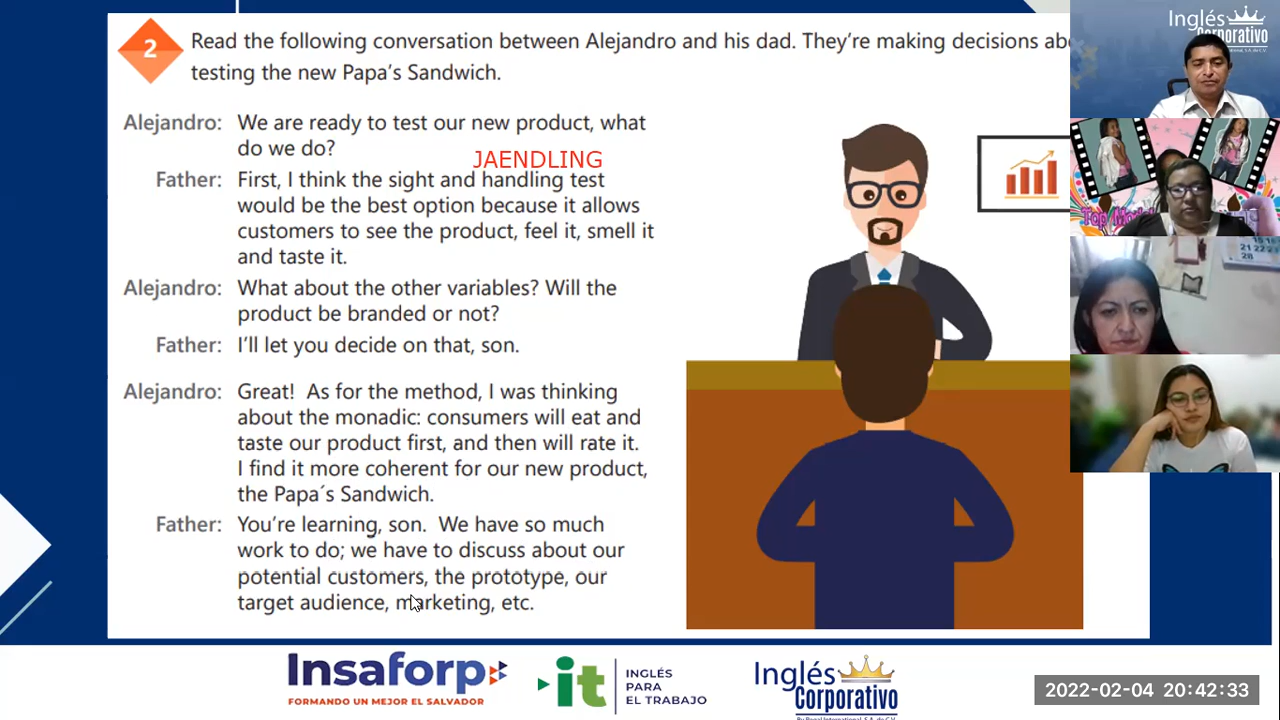 2
Read the following conversation between Alejandro and his dad. They're making decisions
testing the new Papa's Sandwich.
Alejandro: We are ready to test our new product, what
do we do?
JAENDLING
Father: First, I think the sight and handling test
would be the best option because it allows
customers to see the product, feel it, smell it
and taste it.
Alejandro: What about the other variables? Will the
product be branded or not?
Father: I'll let you decide on that, son.
Alejandro: Great! As for the method, I was thinking
about the monadic: consumers will eat and
taste our product first, and then will rate it.
I find it more coherent for our new product,
the Papa´s Sandwich.
Father: You're learning, son. We have so much
work to do; we have to discuss about our
potential customers, the prototype, our
target audience, marketing, etc.
Inglés
Corporativo
Top Model
15 16
21 22 23
28
Insaforp
FORMANDO UN MEJOR EL SALVADOR
it
INGLÉS
PARA
EL TRABAJO
Inglés
Corporativo
2022-02-04 20:42:33